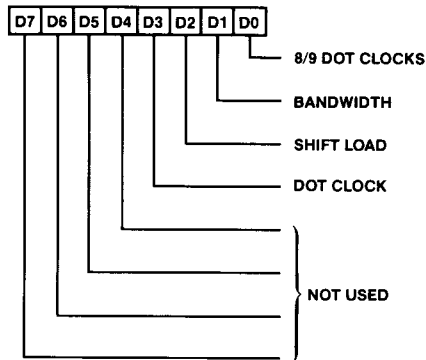 D7 D6 D5 D4 D3 D2 D1 D0
8/9 DOT CLOCKS
BANDWIDTH
SHIFT LOAD
DOT CLOCK
NOT USED